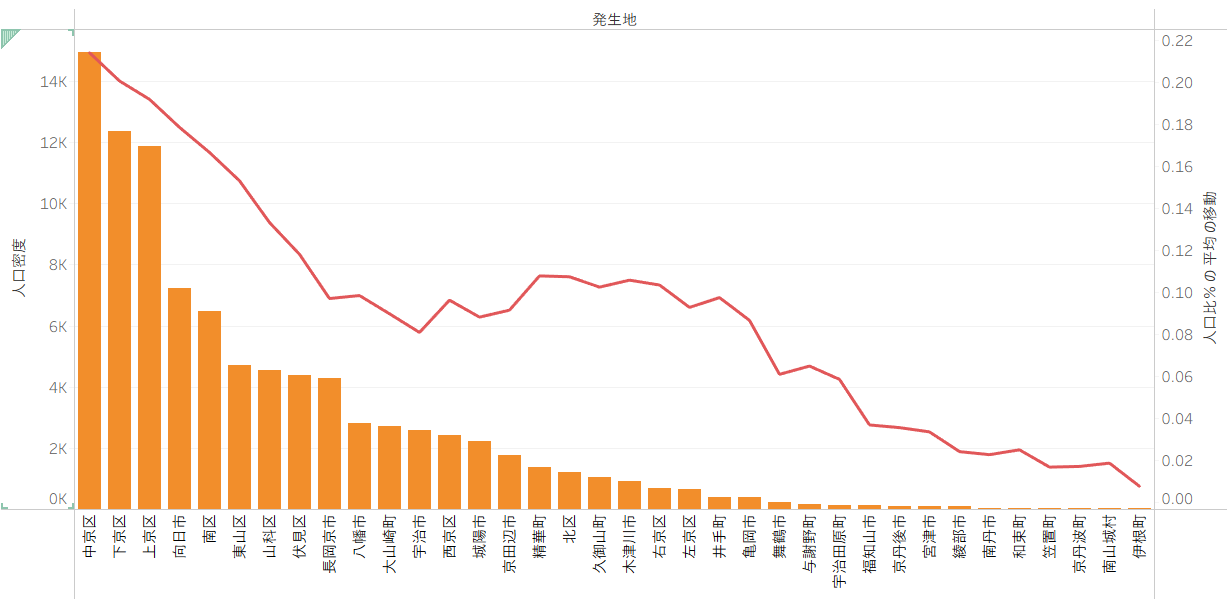 発生地
人口密度
14K
12K
10K
8K
6K
4K
2K
0K
0.22
0.20
0.18
0.16
0.14
0.12
0.10
0.08
0.06
0.04
0.02
0.00
人口比% の 平均 の移動
中京区
下京区
上京区
向日市
南区
東山区
山科区
伏見区
長岡京市
八幡市
大山崎町
宇治市
西京区
城陽市
京田辺市
精華町
北区
久御山町
木津川市
右京区
左京区
井手町
亀岡市
舞鶴市
与謝野町
宇治田原町
福知山市
京丹後市
宮津市
綾部市
南丹市
和束町
笠置町
京丹波町
南山城村
伊根町